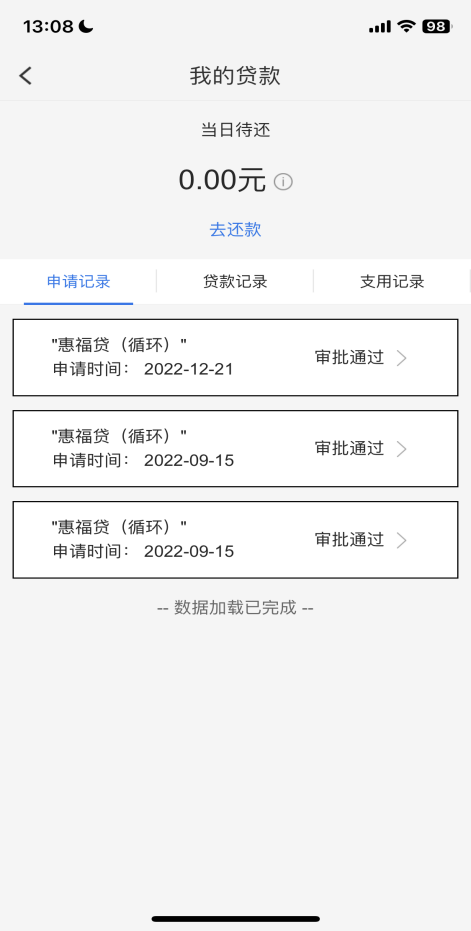 13:08
98
我的贷款
当日待还
0.00元
去还款
申请记录 贷款记录 支用记录
"惠福贷（循环）"
审批通过
申请时间： 2022-12-21
"惠福贷（循环）"
审批通过
申请时间： 2022-09-15
"惠福贷（循环）"
审批通过
申请时间： 2022-09-15
-- 数据加载已完成 --